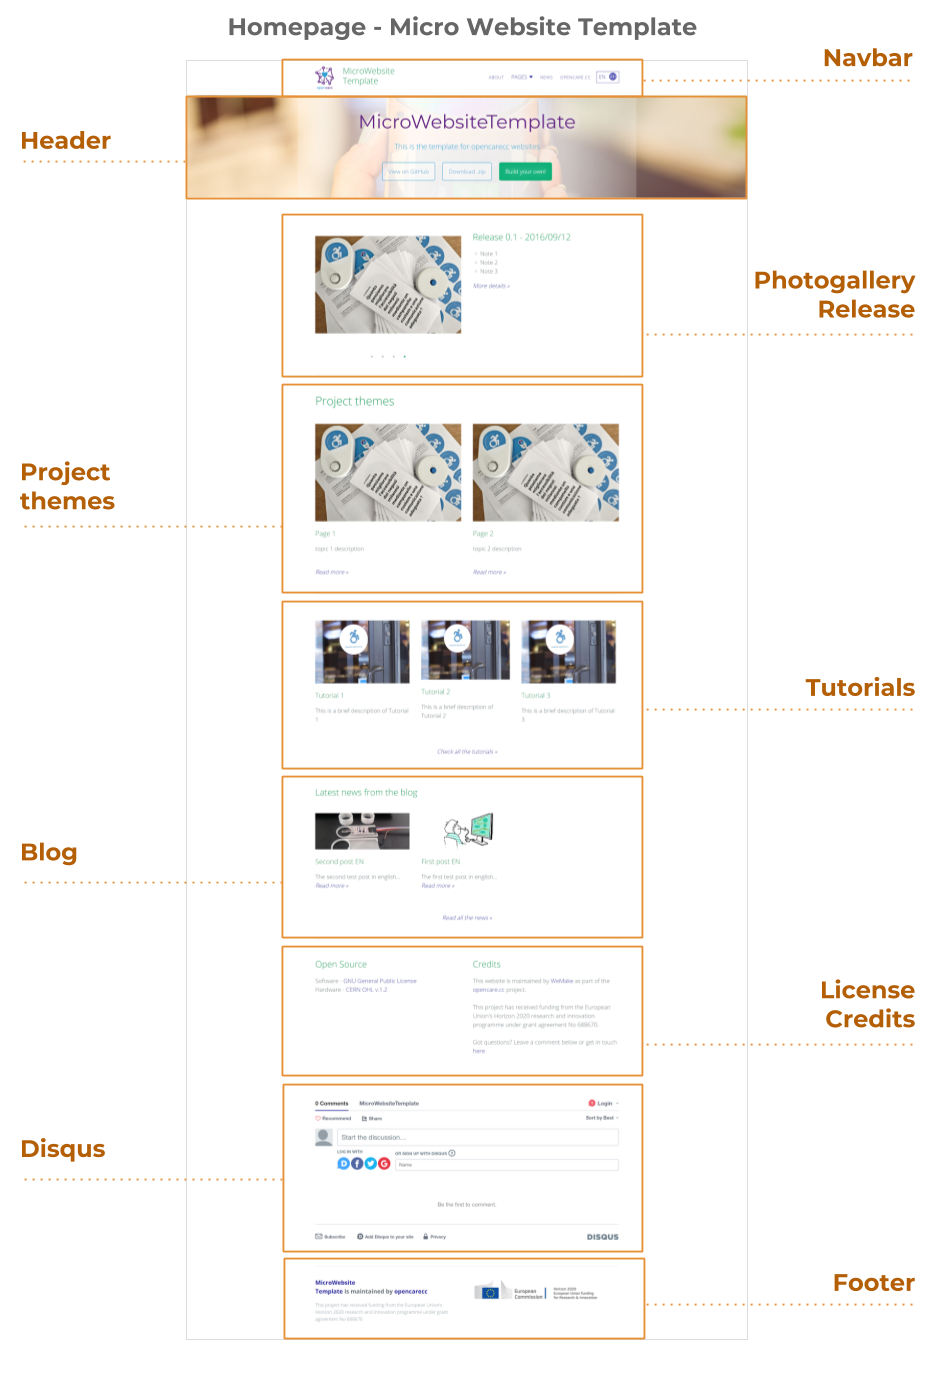 Homepage - Micro Website Template
Navbar
MicroWebsite
Template
ABOUT PAGES NEWS OPENCARE.CC EN
Header
MicroWebsiteTemplate
This is the template for opencarecc websites
View on GitHub Download .zip Build your own!
Photogallery
Release
Release 0.1 - 2016/09/12
Note 1
Note 2
Note 3
More details »
Project
themes
Project themes
Page 1 Page 2
topic 1 description topic 2 description
Read more » Read more »
Tutorials
Tutorial 1 Tutorial 2 Tutorial 3
This is a brief description of Tutorial
1
This is a brief description of
Tutorial 2
This is a brief description of Tutorial
3
Check all the tutorials »
Blog
Latest news from the blog
Second post EN First post EN
The second test post in english... The first test post in english...
Read more » Read more »
Read all the news »
License
Credits
Open Source
Software - GNU General Public License
Hardware - CERN OHL v.1.2
Credits
This website is maintained by WeMake as part of the
opencare.cc project.
This project has received funding from the European
Union's Horizon 2020 research and innovation
programme under grant agreement No 688670.
Got questions? Leave a comment below or get in touch
here
Disqus
0 Comments MicroWebsiteTemplate 1 Login
Recommend Share Sort by Best
Start the discussion...
LOG IN WITH OR SIGN UP WITH DISQUS ?
Name
Be the first to comment.
Subscribe Add Disqus to your site Privacy DISQUS
Footer
MicroWebsite
Template is maintained by opencarecc
This project has received funding from the European Union's
Horizon 2020 research and innovation programme under grant
agreement No 688670
European
Commission
Horizon 2020
European Union Funding
for Research & Innovation